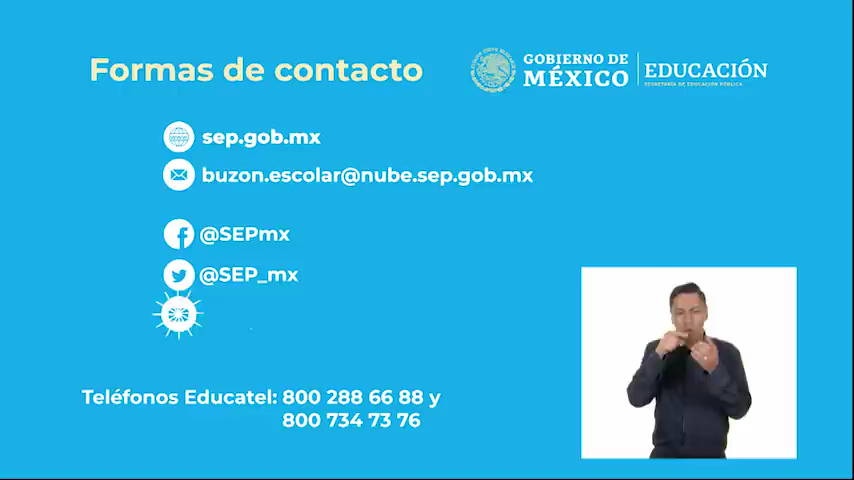 Formas de contacto
GOBIERNO DE
MÉXICO
EDUCACIÓN
SECRETARÍA DE EDUCACIÓN PÚBLICA
sep.gob.mx
buzon.escolar@nube.sep.gob.mx
@SEPmx
@SEP_mx
Teléfonos Educatel: 800 288 66 88 y
800 734 73 76